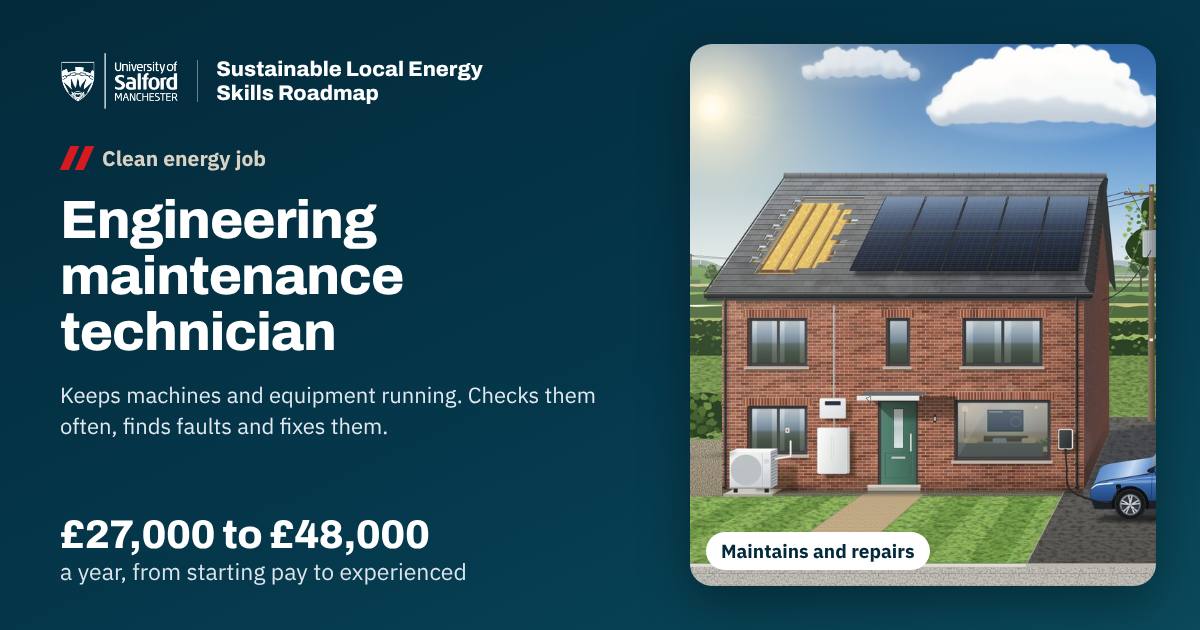 University of
Salford
MANCHESTER
Sustainable Local Energy
Skills Roadmap
Clean energy job
Engineering
maintenance
technician
Keeps machines and equipment running. Checks them
often, finds faults and fixes them.
£27,000 to £48,000
a year, from starting pay to experienced
Maintains and repairs